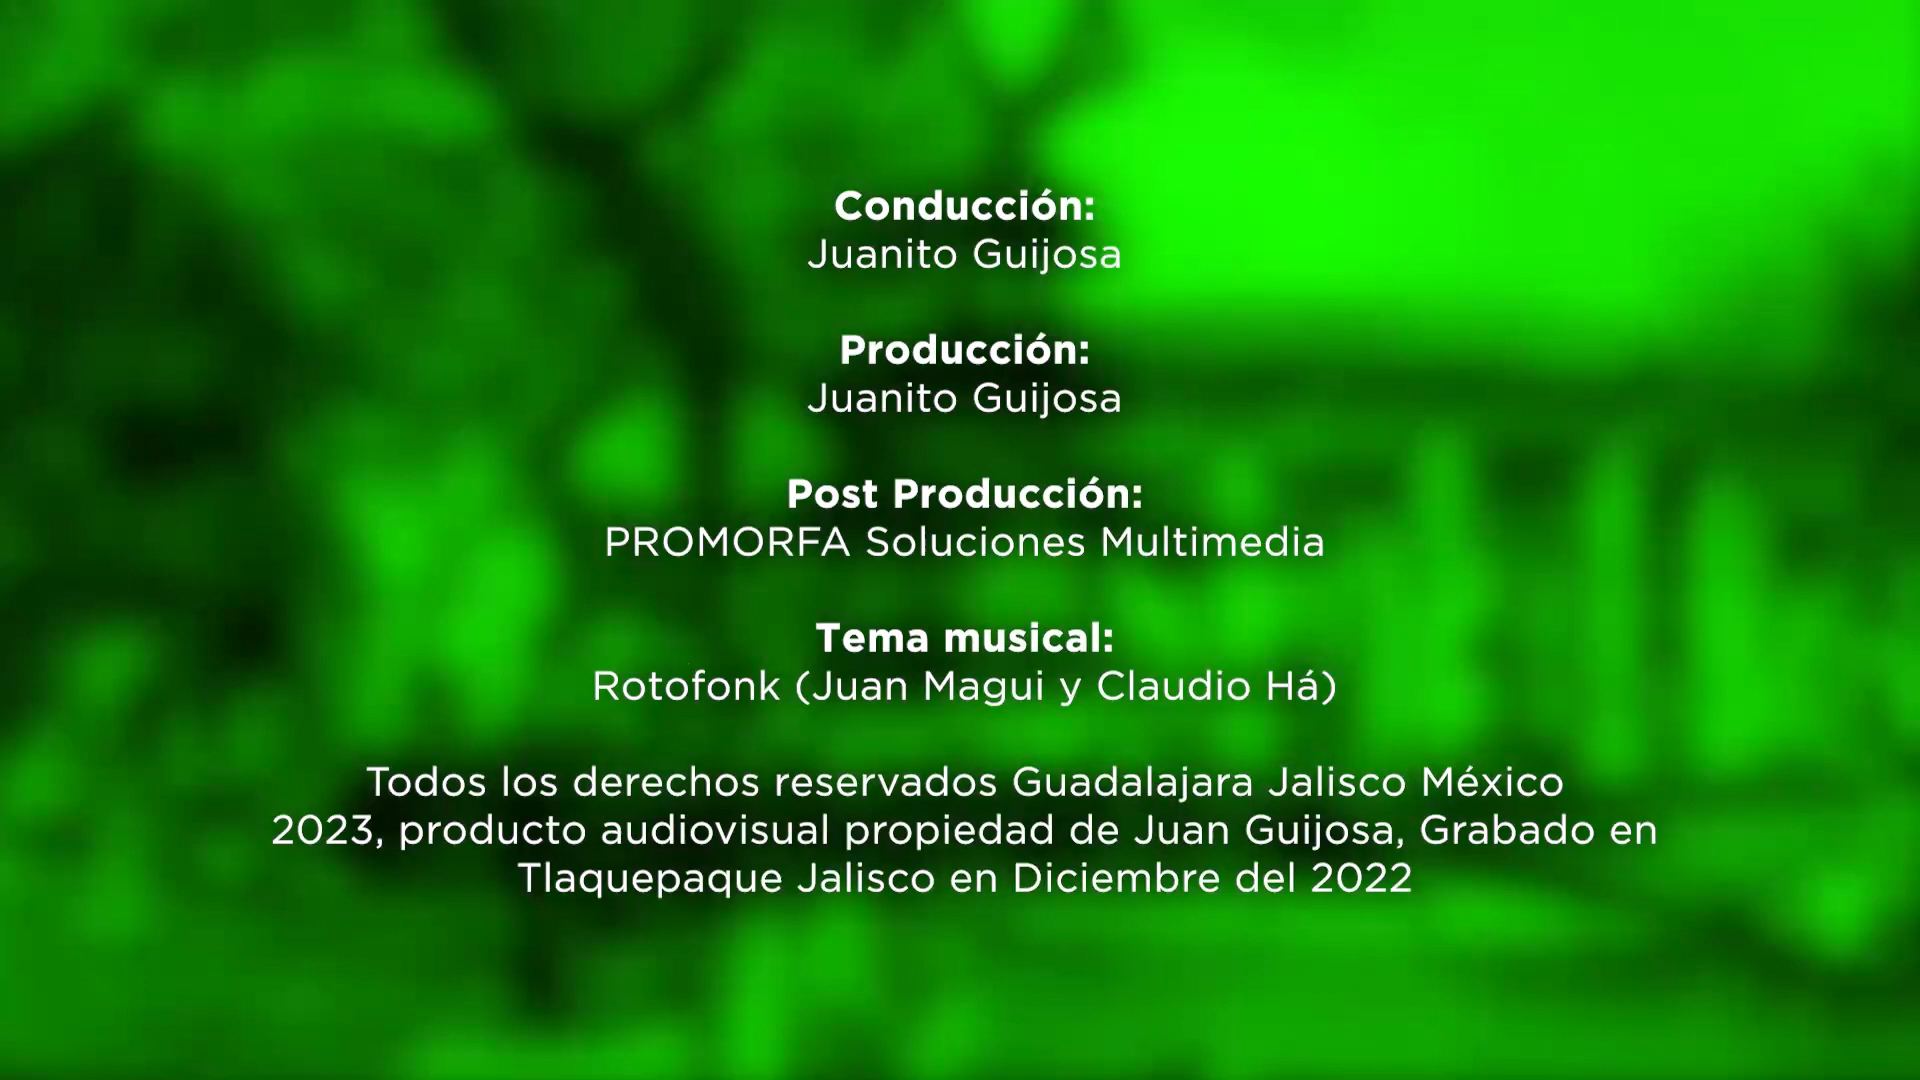 Conducción:
Juanito Guijosa
Producción:
Juanito Guijosa
Post Producción:
PROMORFA Soluciones Multimedia
Tema musical:
Rotofonk (Juan Magui y Claudio Há)
Todos los derechos reservados Guadalajara Jalisco México
2023, producto audiovisual propiedad de Juan Guijosa, Grabado en
Tlaquepaque Jalisco en Diciembre del 2022